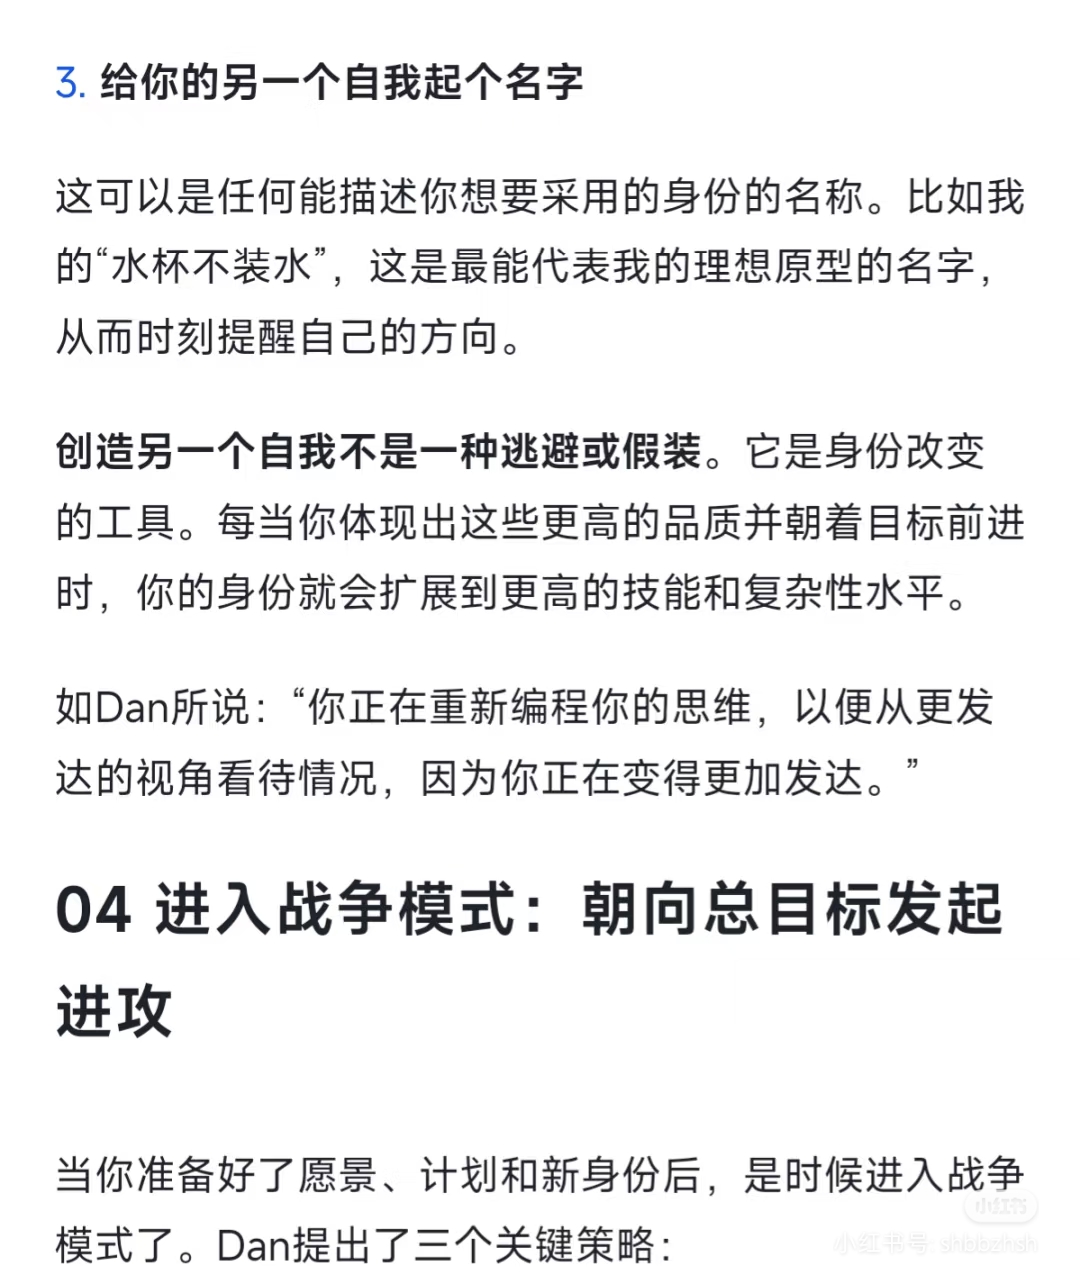 3. 给你的另一个自我起个名字
这可以是任何能描述你想要采用的身份的名称。比如我
的“水杯不装水”，这是最能代表我的理想原型的名字，
从而时刻提醒自己的方向。
创造另一个自我不是一种逃避或假装。它是身份改变
的工具。每当你体现出这些更高的品质并朝着目标前进
时，你的身份就会扩展到更高的技能和复杂性水平。
如Dan所说：“你正在重新编程你的思维，以便从更发
达的视角看待情况，因为你正在变得更加发达。”
04 进入战争模式：朝向总目标发起
进攻
当你准备好了愿景、计划和新身份后，是时候进入战争
模式了。Dan提出了三个关键策略：
小红书
小红书号: shbbzhsh